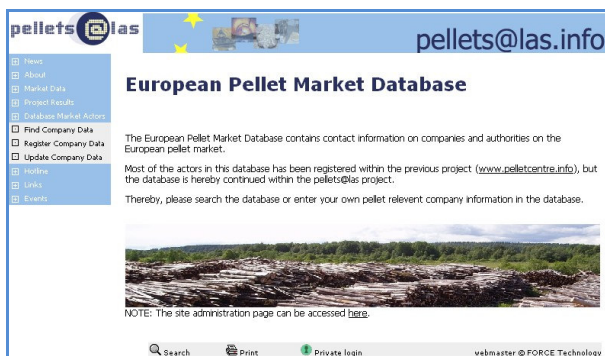 pellets@las
pellets@las.info
News
About
Market Data
Project Results
Database Market Actors
Find Company Data
Register Company Data
Update Company Data
Hotline
Links
Events
European Pellet Market Database
The European Pellet Market Database contains contact information on companies and authorities on the
European pellet market.
Most of the actors in this database has been registered within the previous project (www.pelletcentre.info), but
the database is hereby continued within the pellets@las project.
Thereby, please search the database or enter your own pellet relevent company information in the database.
NOTE: The site administration page can be accessed here.
Search Print Private login webmaster @ FORCE Technology